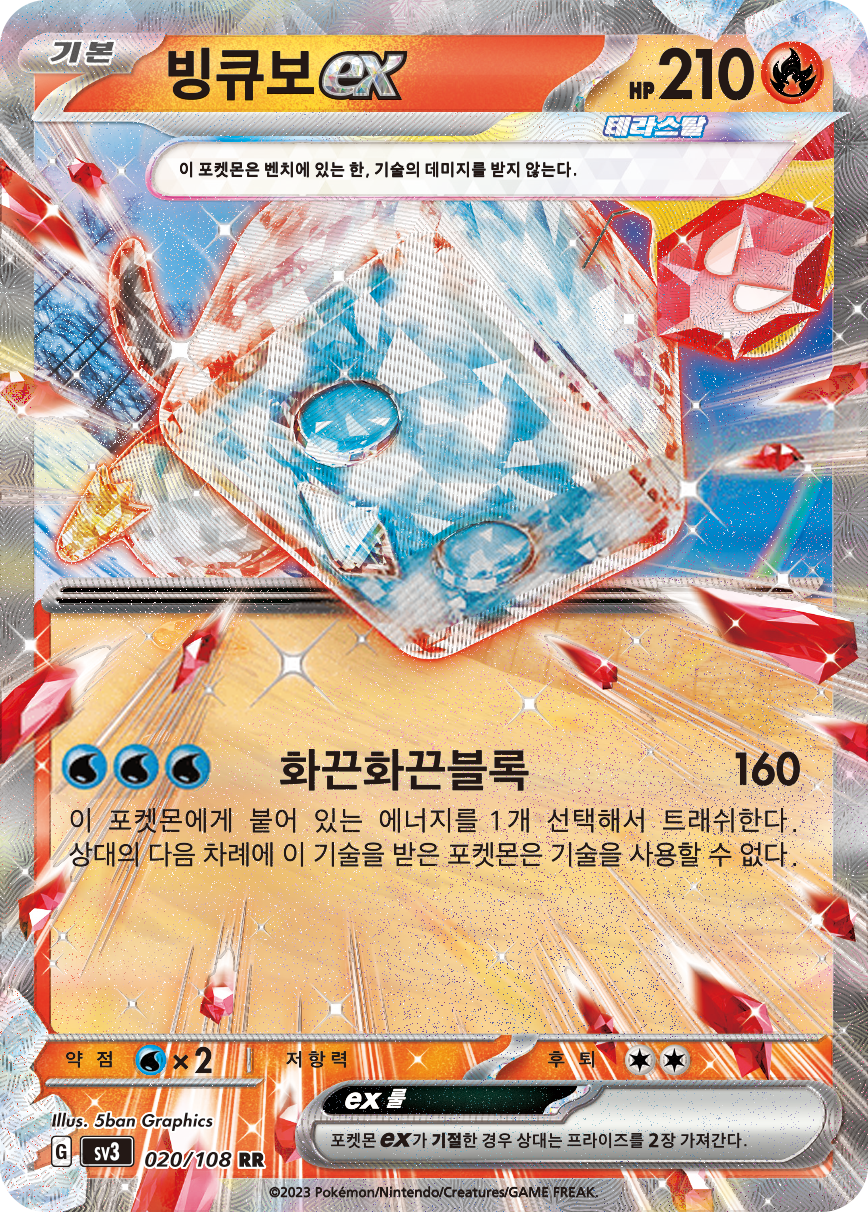 기본 빙큐보 ex HP 210
테라스탈
이 포켓몬은 벤치에 있는 한, 기술의 데미지를 받지 않는다.
화끈화끈블록 160
이 포켓몬에게 붙어 있는 에너지를 1개 선택해서 트래쉬한다.
상대의 다음 차례에 이 기술을 받은 포켓몬은 기술을 사용할 수 없다.
약점 ×2 저항력 후퇴
ex 룰
포켓몬 ex가 기절한 경우 상대는 프라이즈를 2장 가져간다.
Illus. 5ban Graphics
G sv3 020/108 RR
©2023 Pokémon/Nintendo/Creatures/GAME FREAK.